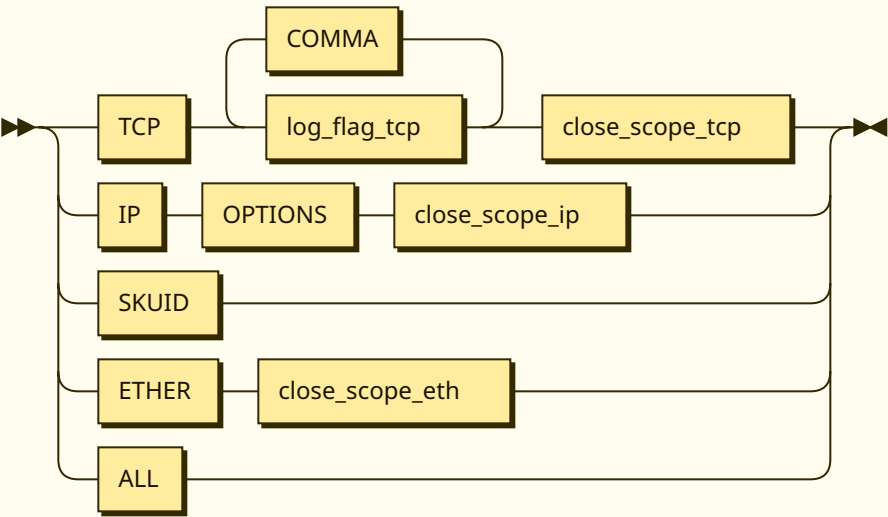 COMMA
TCP log_flag_tcp close_scope_tcp
IP OPTIONS close_scope_ip
SKUID
ETHER close_scope_eth
ALL